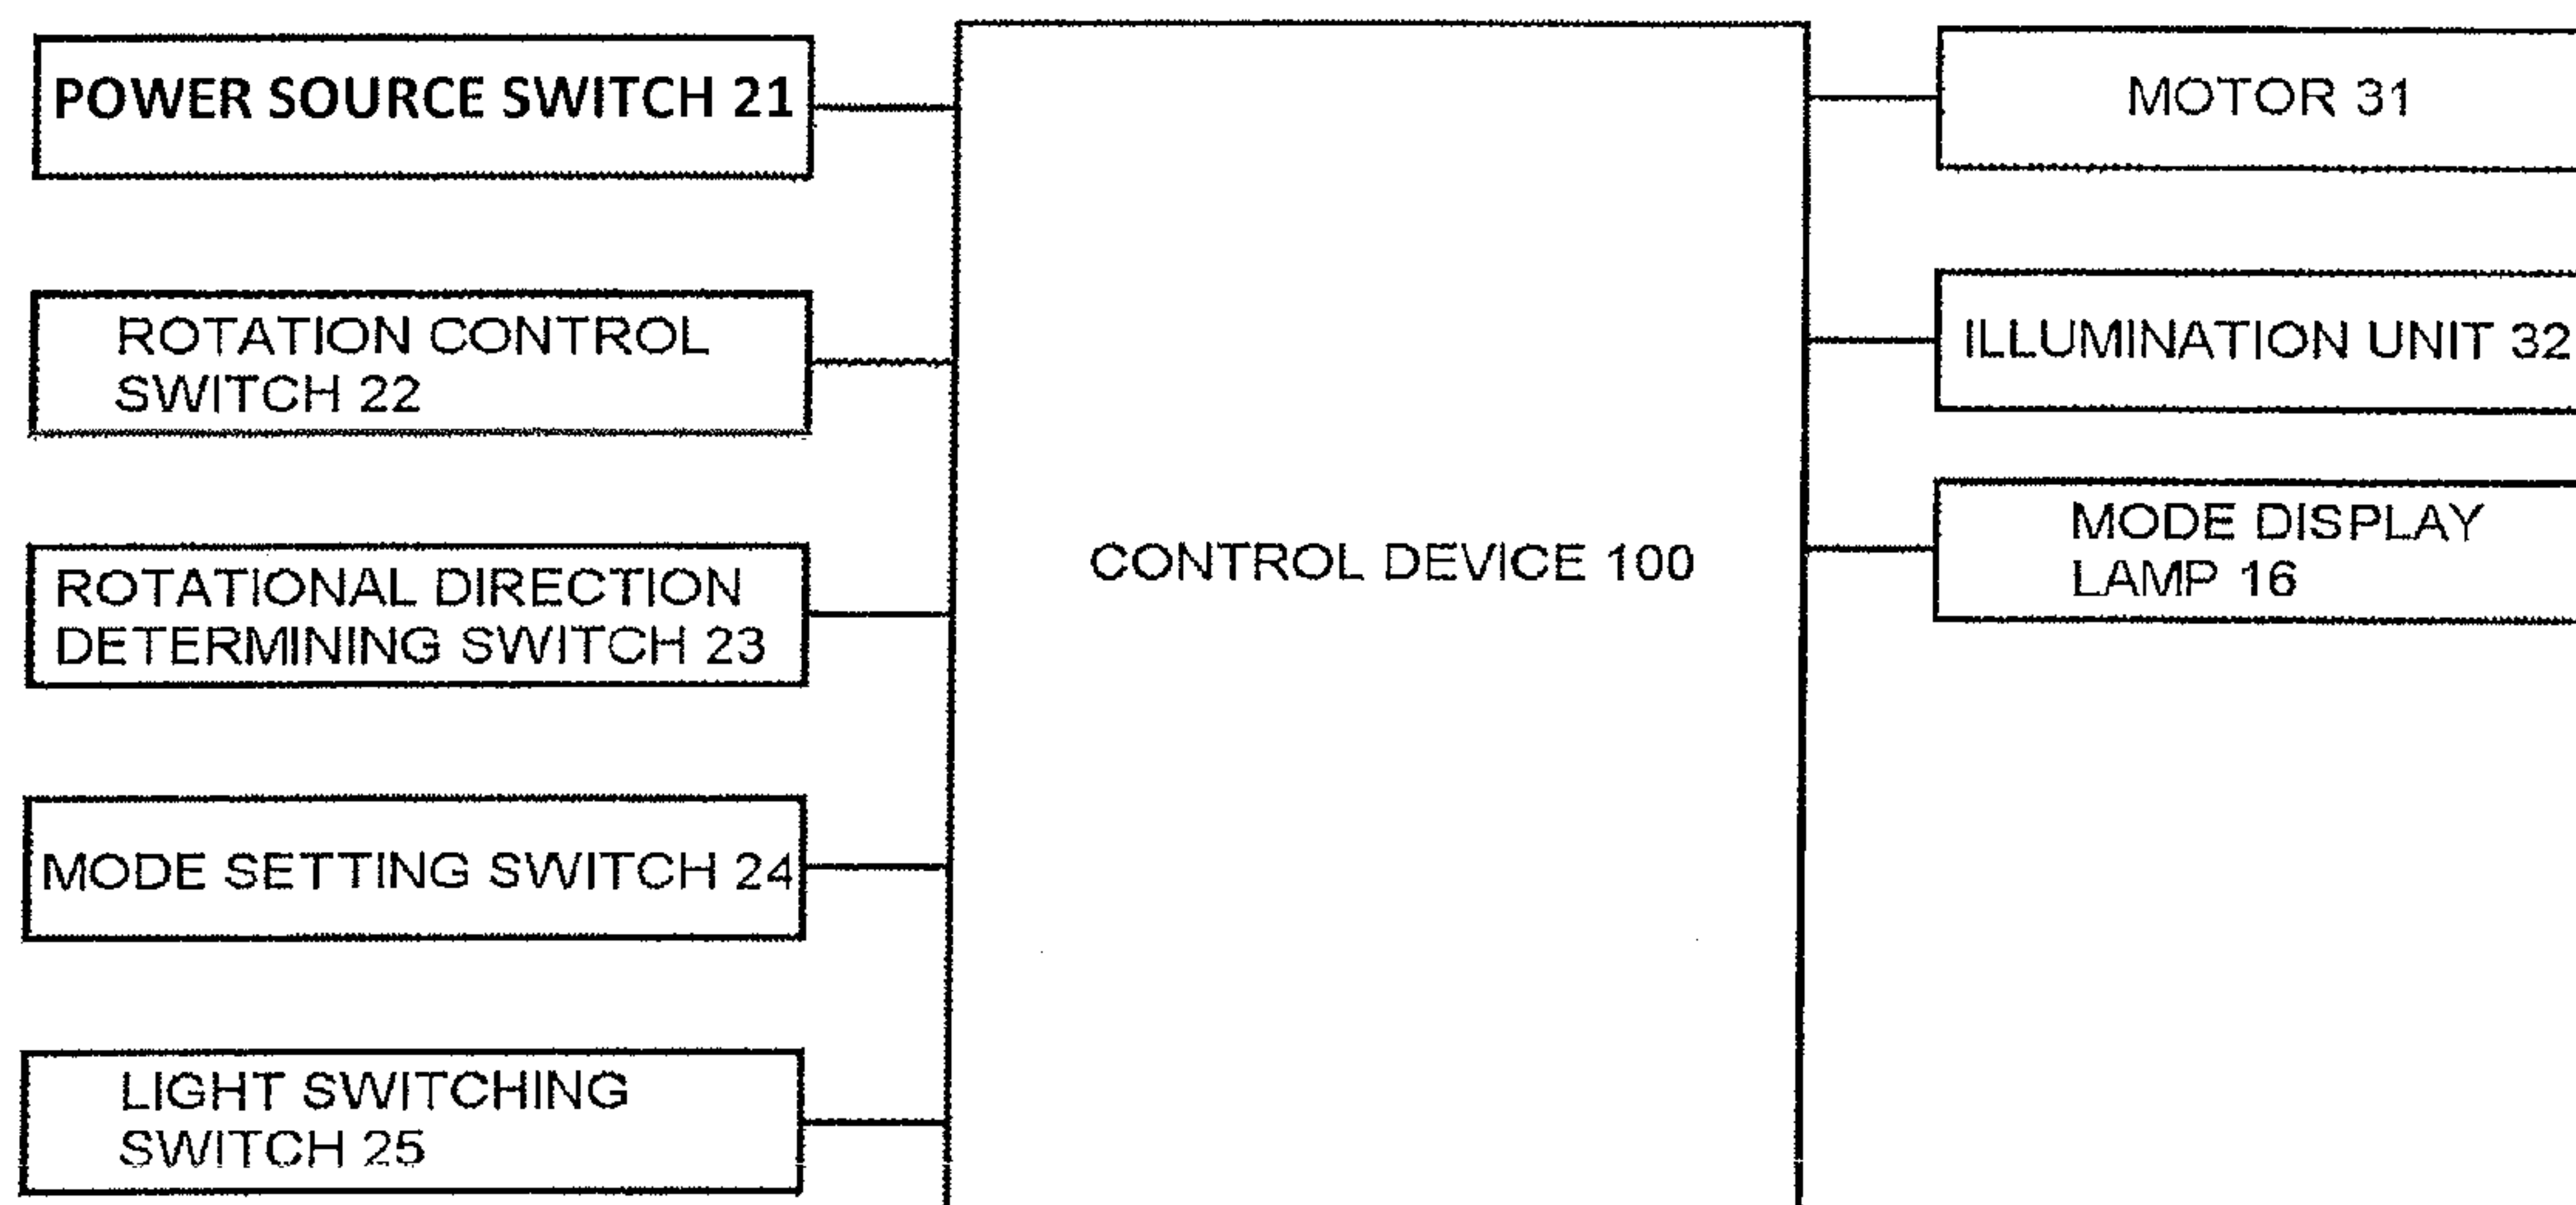 POWER SOURCE SWITCH 21
ROTATION CONTROL
SWITCH 22
ROTATIONAL DIRECTION
DETERMINING SWITCH 23
MODE SETTING SWITCH 24
LIGHT SWITCHING
SWITCH 25
CONTROL DEVICE 100
MOTOR 31
ILLUMINATION UNIT 32
MODE DISPLAY
LAMP 16